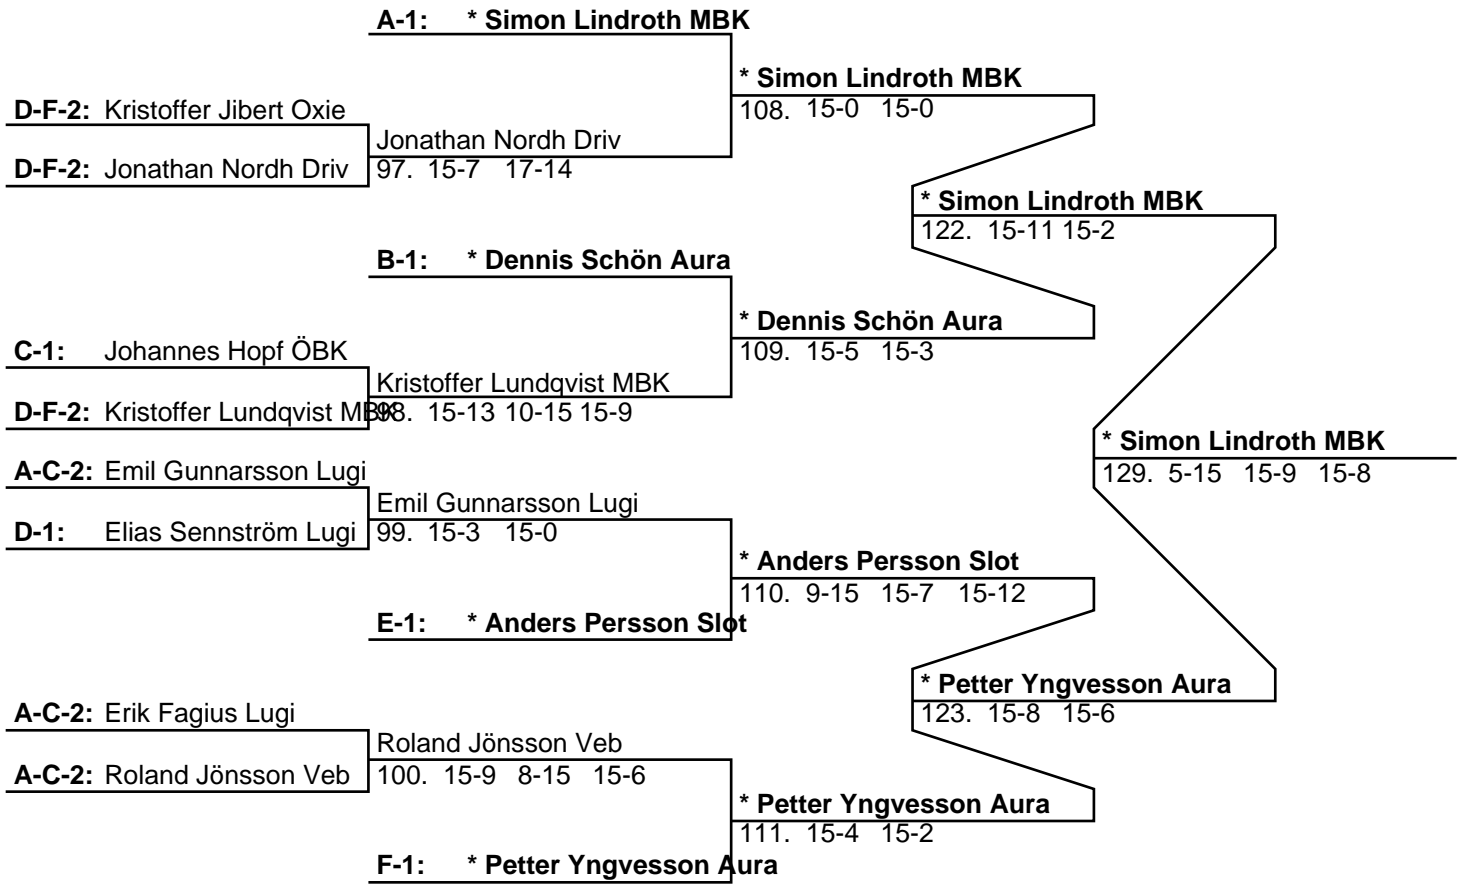 A-1: * Simon Lindroth MBK
* Simon Lindroth MBK
D-F-2: Kristoffer Jibert Oxie
108. 15-0 15-0
Jonathan Nordh Driv
D-F-2: Jonathan Nordh Driv
97. 15-7 17-14
* Simon Lindroth MBK
122. 15-11 15-2
B-1: * Dennis Schön Aura
* Dennis Schön Aura
C-1: Johannes Hopf ÖBK
109. 15-5 15-3
Kristoffer Lundqvist MBK
D-F-2: Kristoffer Lundqvist MBK
98. 15-13 10-15 15-9
* Simon Lindroth MBK
A-C-2: Emil Gunnarsson Lugi
129. 5-15 15-9 15-8
Emil Gunnarsson Lugi
D-1: Elias Sennström Lugi
99. 15-3 15-0
* Anders Persson Slot
110. 9-15 15-7 15-12
E-1: * Anders Persson Slot
* Petter Yngvesson Aura
A-C-2: Erik Fagius Lugi
123. 15-8 15-6
Roland Jönsson Veb
A-C-2: Roland Jönsson Veb
100. 15-9 8-15 15-6
* Petter Yngvesson Aura
111. 15-4 15-2
F-1: * Petter Yngvesson Aura